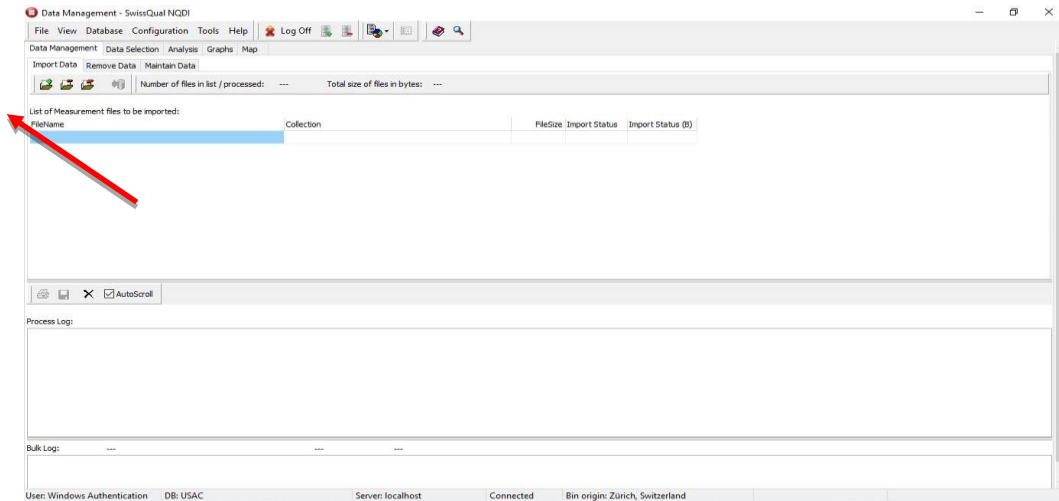 Data Management - SwissQual NQDI
File View Database Configuration Tools Help Log Off
Data Management Data Selection Analysis Graphs Map
Import Data Remove Data Maintain Data
Number of files in list / processed: --- Total size of files in bytes: ---
List of Measurement files to be imported:
FileName Collection FileSize Import Status Import Status (B)
AutoScroll
Process Log:
Bulk Log: --- --- ---
User: Windows Authentication DB: USAC Server: localhost Connected Bin origin: Zürich, Switzerland